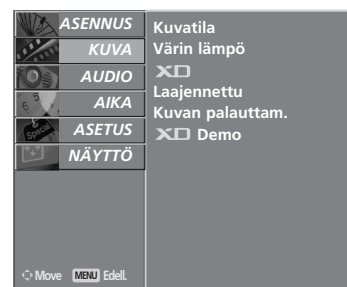 ASENNUS
KUVA
AUDIO
AIKA
ASETUS
NÄYTTÖ
Move MENU Edell.
Kuvatila
Värin lämpö
XD
Laajennettu
Kuvan palauttam.
XD Demo